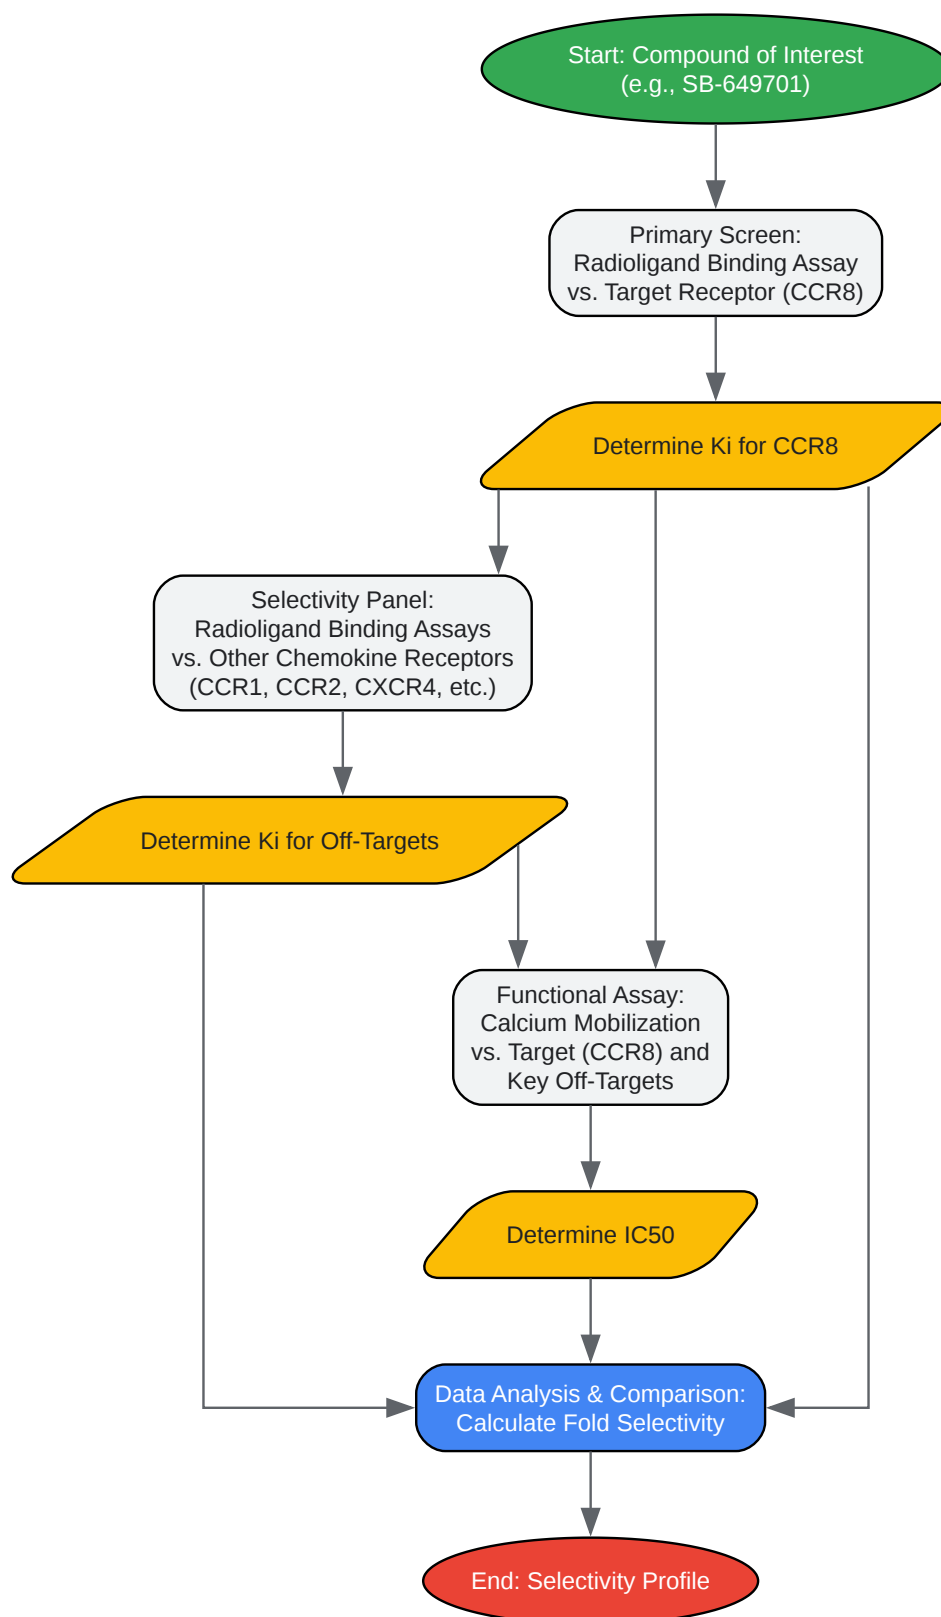 Start: Compound of Interest
(e.g., SB-649701)
Primary Screen:
Radioligand Binding Assay
vs. Target Receptor (CCR8)
Determine Ki for CCR8
Selectivity Panel:
Radioligand Binding Assays
vs. Other Chemokine Receptors
(CCR1, CCR2, CXCR4, etc.)
Determine Ki for Off-Targets
Functional Assay:
Calcium Mobilization
vs. Target (CCR8) and
Key Off-Targets
Determine IC50
Data Analysis & Comparison:
Calculate Fold Selectivity
End: Selectivity Profile